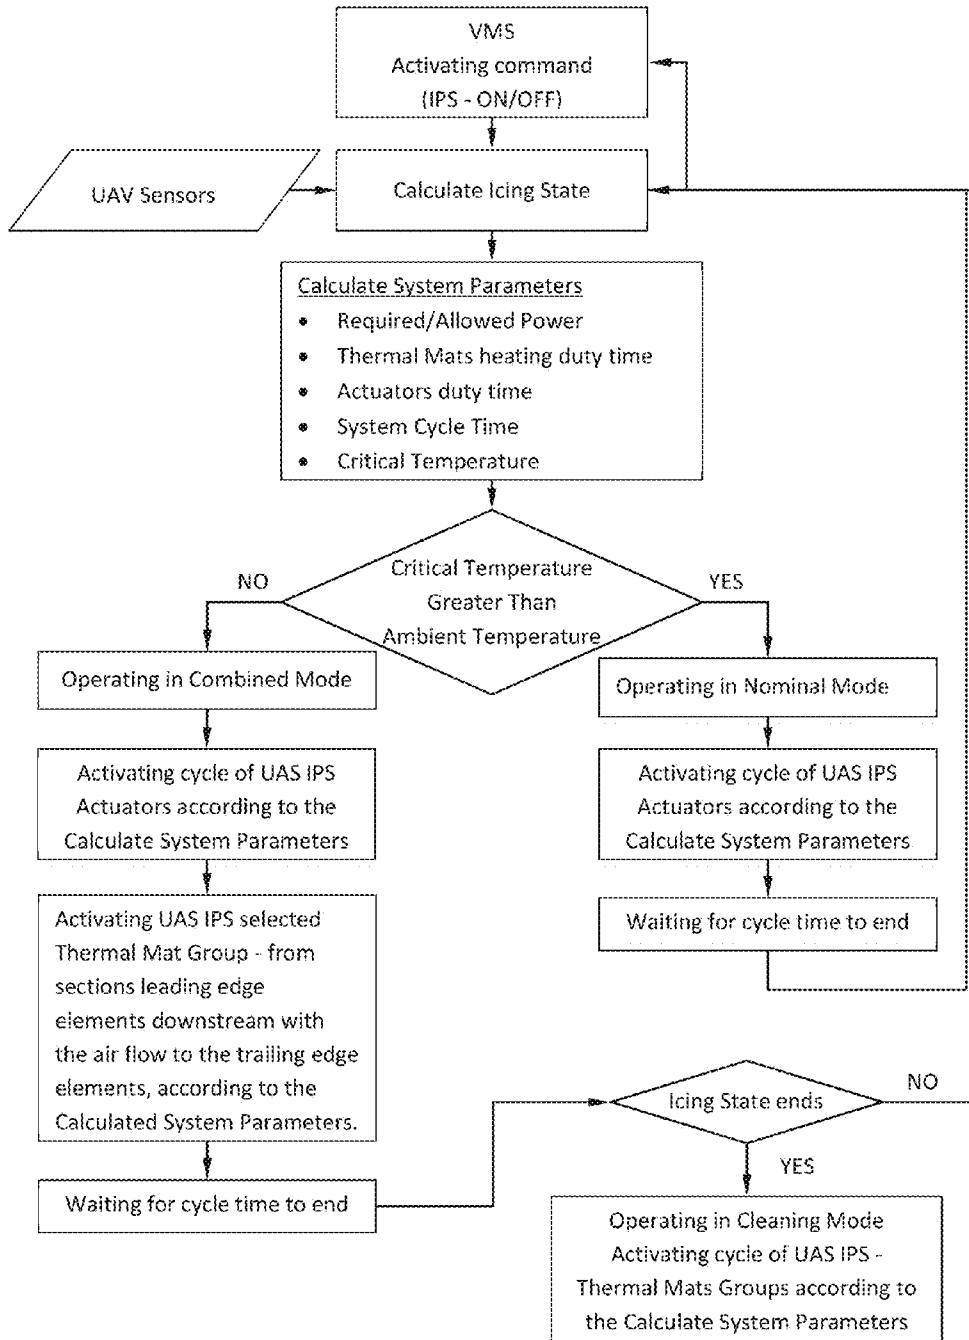 VMS
Activating command
(IPS - ON/OFF)
UAV Sensors
Calculate Icing State
Calculate System Parameters
• Required/Allowed Power
• Thermal Mats heating duty time
• Actuators duty time
• System Cycle Time
• Critical Temperature
NO
Critical Temperature
Greater Than
Ambient Temperature
YES
Operating in Combined Mode
Operating in Nominal Mode
Activating cycle of UAS IPS
Actuators according to the
Calculate System Parameters
Activating cycle of UAS IPS
Actuators according to the
Calculate System Parameters
Activating UAS IPS selected
Thermal Mat Group - from
sections leading edge
elements downstream with
the air flow to the trailing edge
elements, according to the
Calculated System Parameters.
Waiting for cycle time to end
Waiting for cycle time to end
Icing State ends
NO
YES
Operating in Cleaning Mode
Activating cycle of UAS IPS -
Thermal Mats Groups according to
the Calculate System Parameters